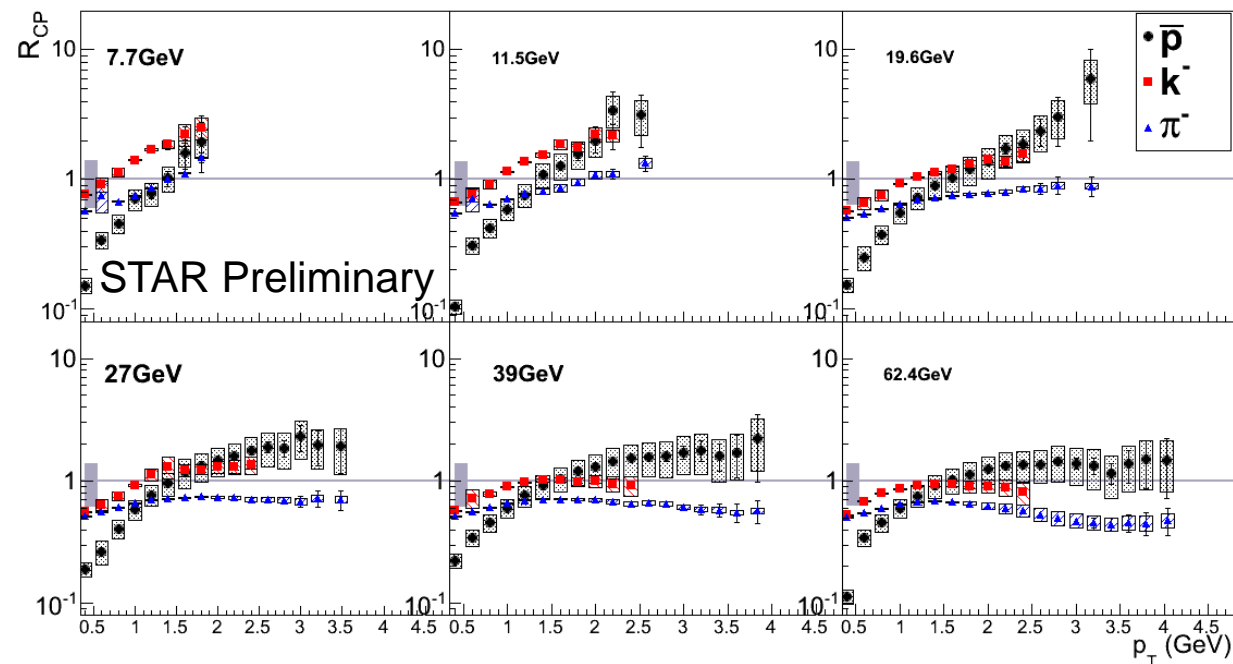 R_CP
7.7GeV
11.5GeV
19.6GeV
p̅
k⁻
π⁻
10
1
10⁻¹
STAR Preliminary
27GeV
39GeV
62.4GeV
10
1
10⁻¹
0.5 1 1.5 2 2.5 3 3.5 4 4.5 0.5 1 1.5 2 2.5 3 3.5 4 4.5 0.5 1 1.5 2 2.5 3 3.5 4 4.5
p_T (GeV)